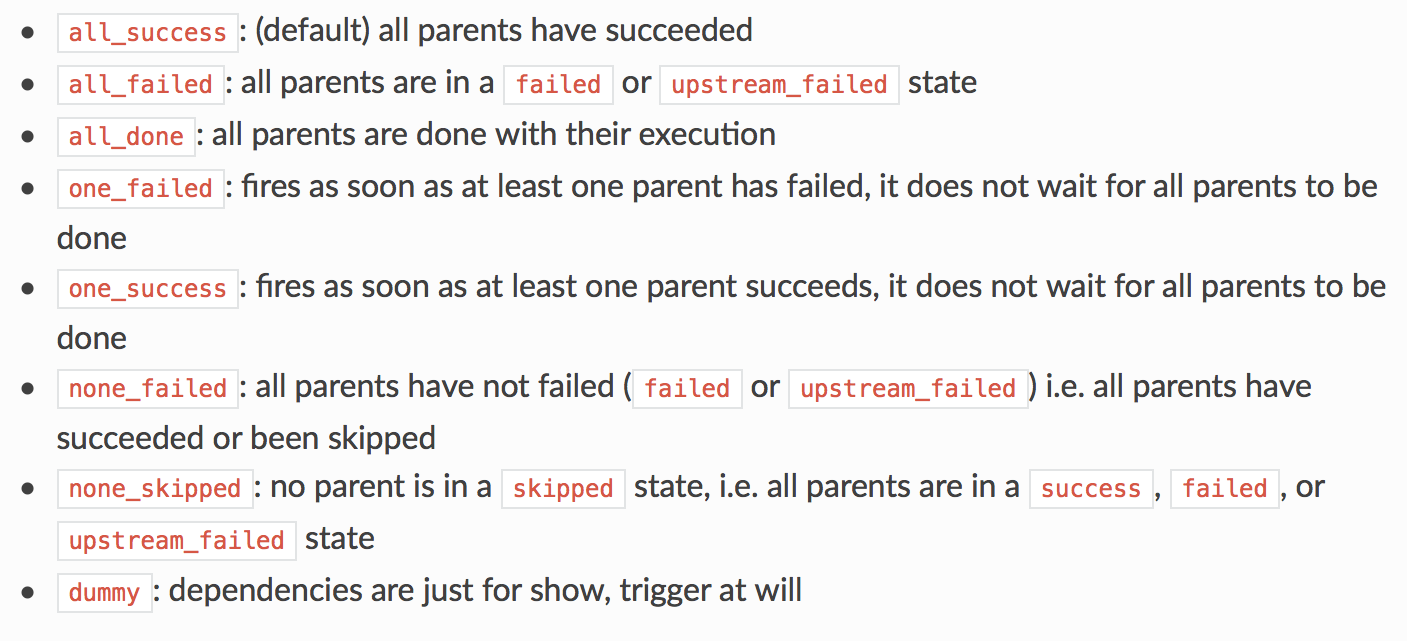 all_success: (default) all parents have succeeded
all_failed: all parents are in a failed or upstream_failed state
all_done: all parents are done with their execution
one_failed: fires as soon as at least one parent has failed, it does not wait for all parents to be
done
one_success: fires as soon as at least one parent succeeds, it does not wait for all parents to be
done
none_failed: all parents have not failed (failed or upstream_failed) i.e. all parents have
succeeded or been skipped
none_skipped: no parent is in a skipped state, i.e. all parents are in a success, failed, or
upstream_failed state
dummy: dependencies are just for show, trigger at will